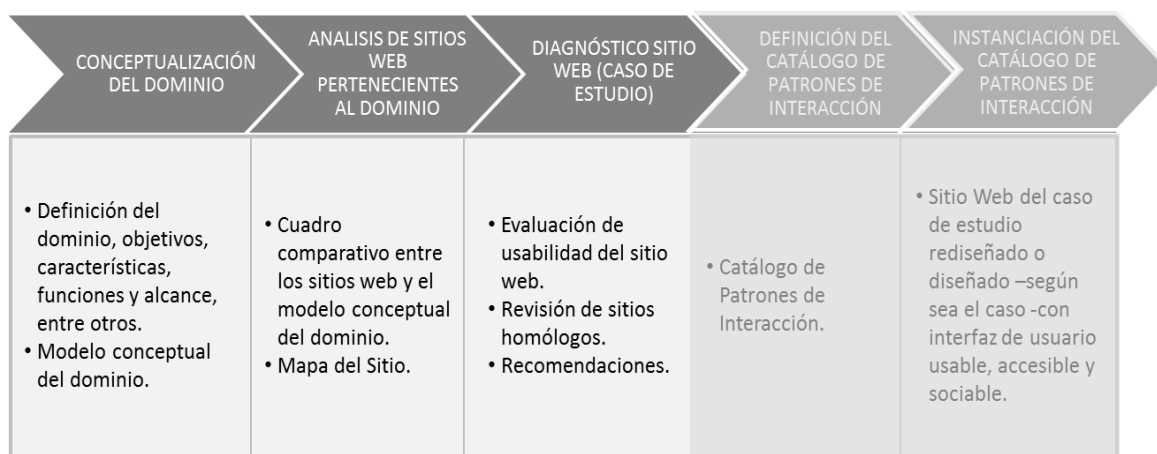 CONCEPTUALIZACIÓN
DEL DOMINIO
ANALISIS DE SITIOS
WEB
PERTENECIENTES
AL DOMINIO
DIAGNÓSTICO SITIO
WEB (CASO DE
ESTUDIO)
DEFINICIÓN DEL
CATÁLOGO DE
PATRONES DE
INTERACCIÓN
INSTANCIACIÓN DEL
CATÁLOGO DE
PATRONES DE
INTERACCIÓN
• Definición del
dominio, objetivos,
características,
funciones y alcance,
entre otros.
• Modelo conceptual
del dominio.
• Cuadro
comparativo entre
los sitios web y el
modelo conceptual
del dominio.
• Mapa del Sitio.
• Evaluación de
usabilidad del sitio
web.
• Revisión de sitios
homólogos.
• Recomendaciones.
• Catálogo de
Patrones de
Interacción.
• Sitio Web del caso
de estudio
rediseñado o
diseñado –según
sea el caso -con
interfaz de usuario
usable, accesible y
sociable.